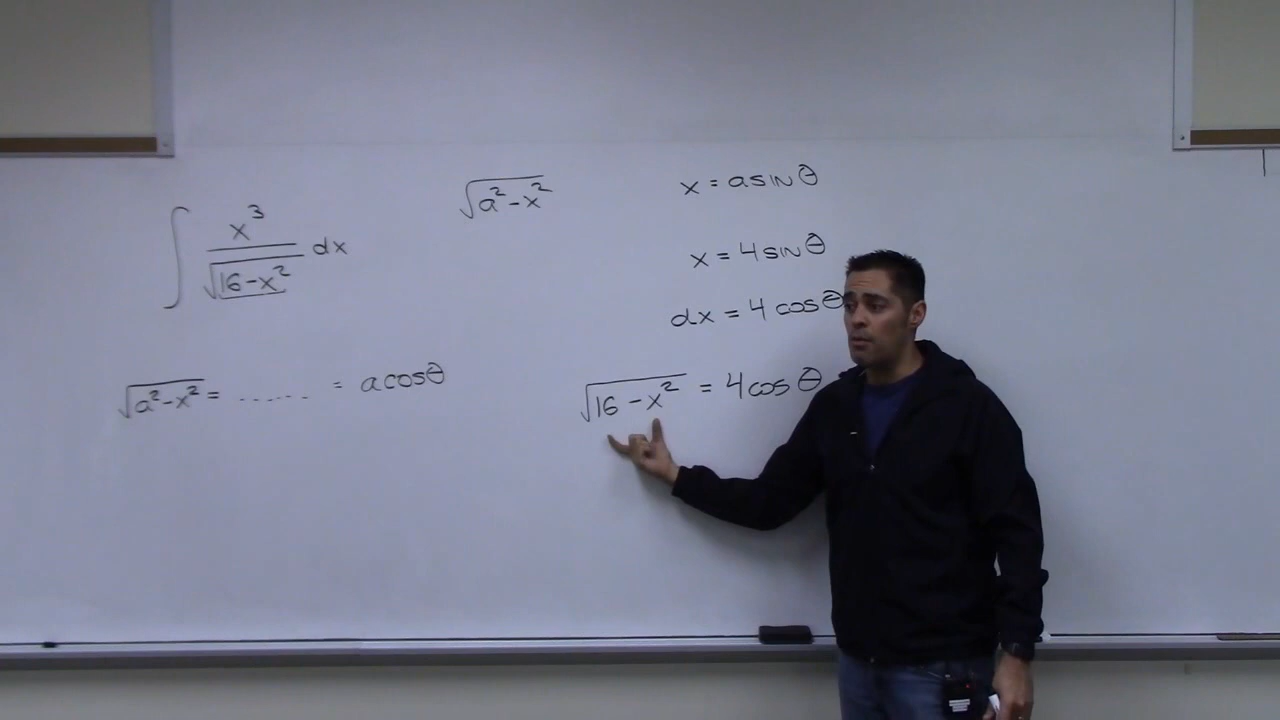 ∫ x³/√(16-x²) dx
√(a²-x²)
x = a sin θ
x = 4 sin θ
dx = 4 cos θ
√(a²-x²) = ...... = a cos θ
√(16-x²) = 4 cos θ